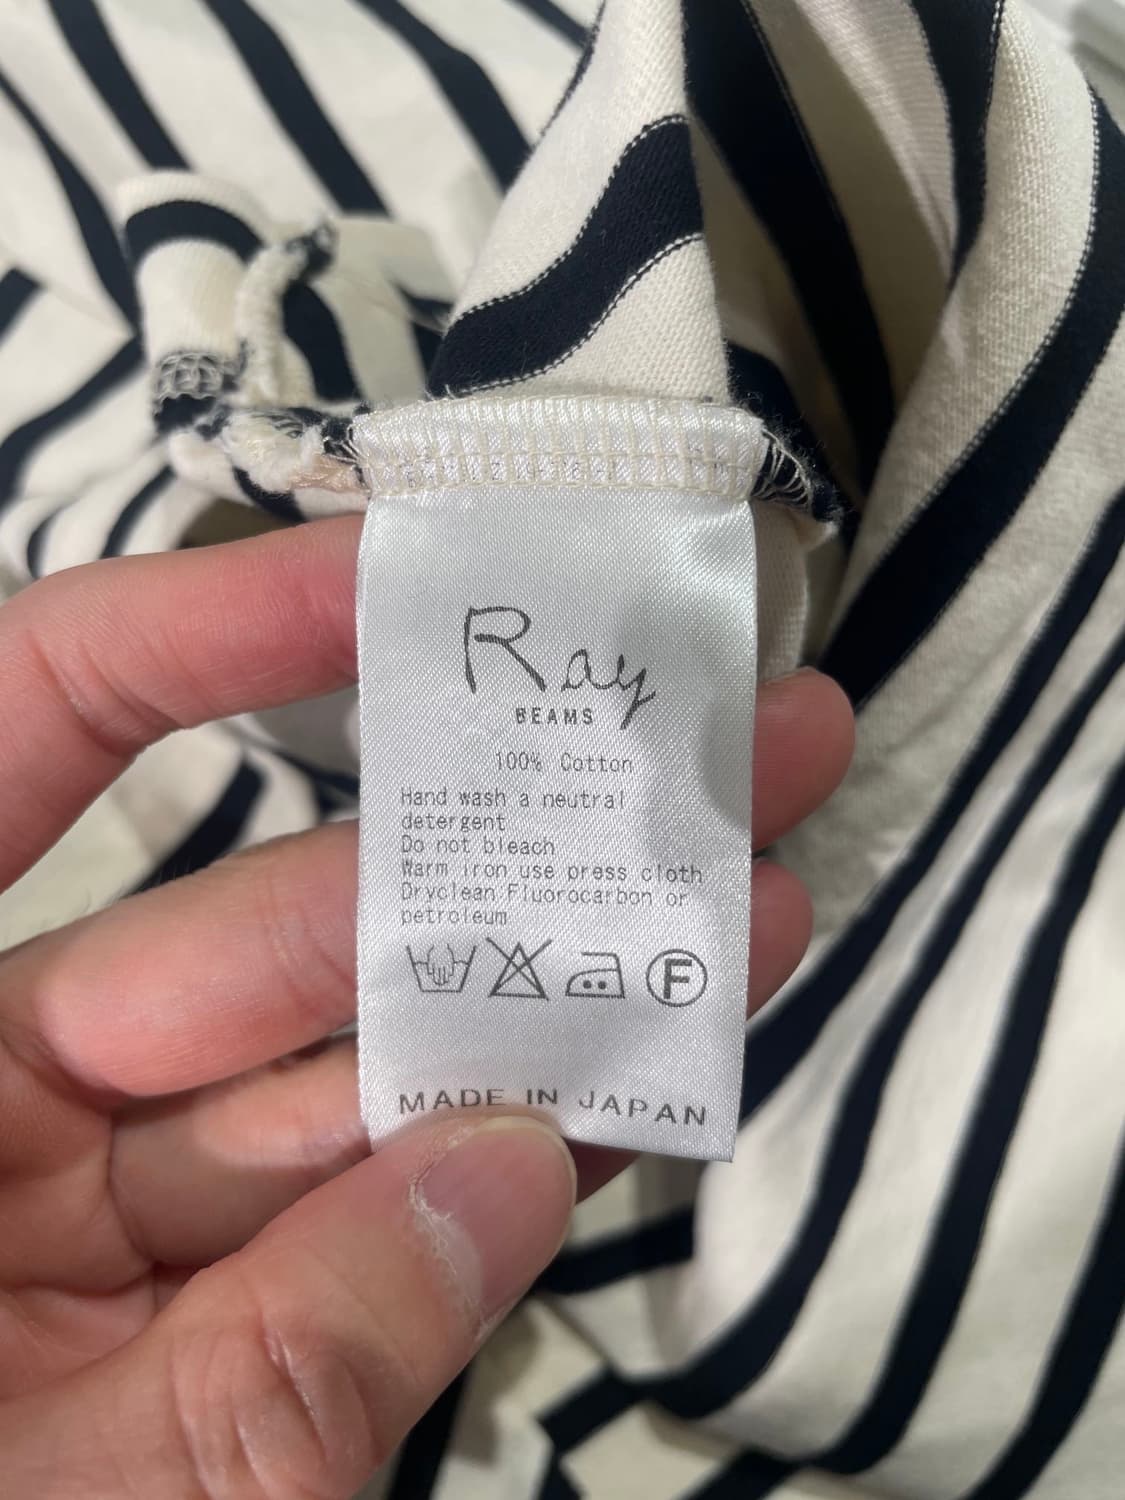 Ray
BEAMS
100% Cotton
Hand wash a neutral
detergent
Do not bleach
Warm iron use press cloth
Dryclean Fluorocarbon or
petroleum
F
MADE IN JAPAN